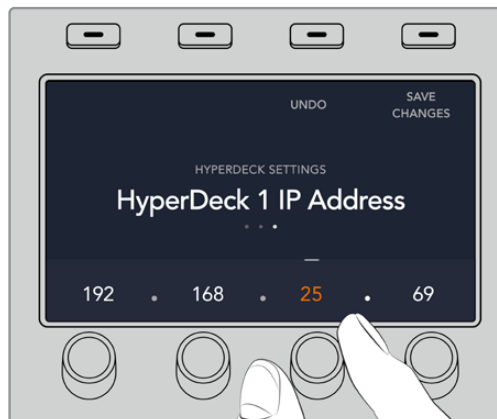 UNDO
SAVE
CHANGES
HYPERDECK SETTINGS
HyperDeck 1 IP Address
192 . 168 . 25 . 69